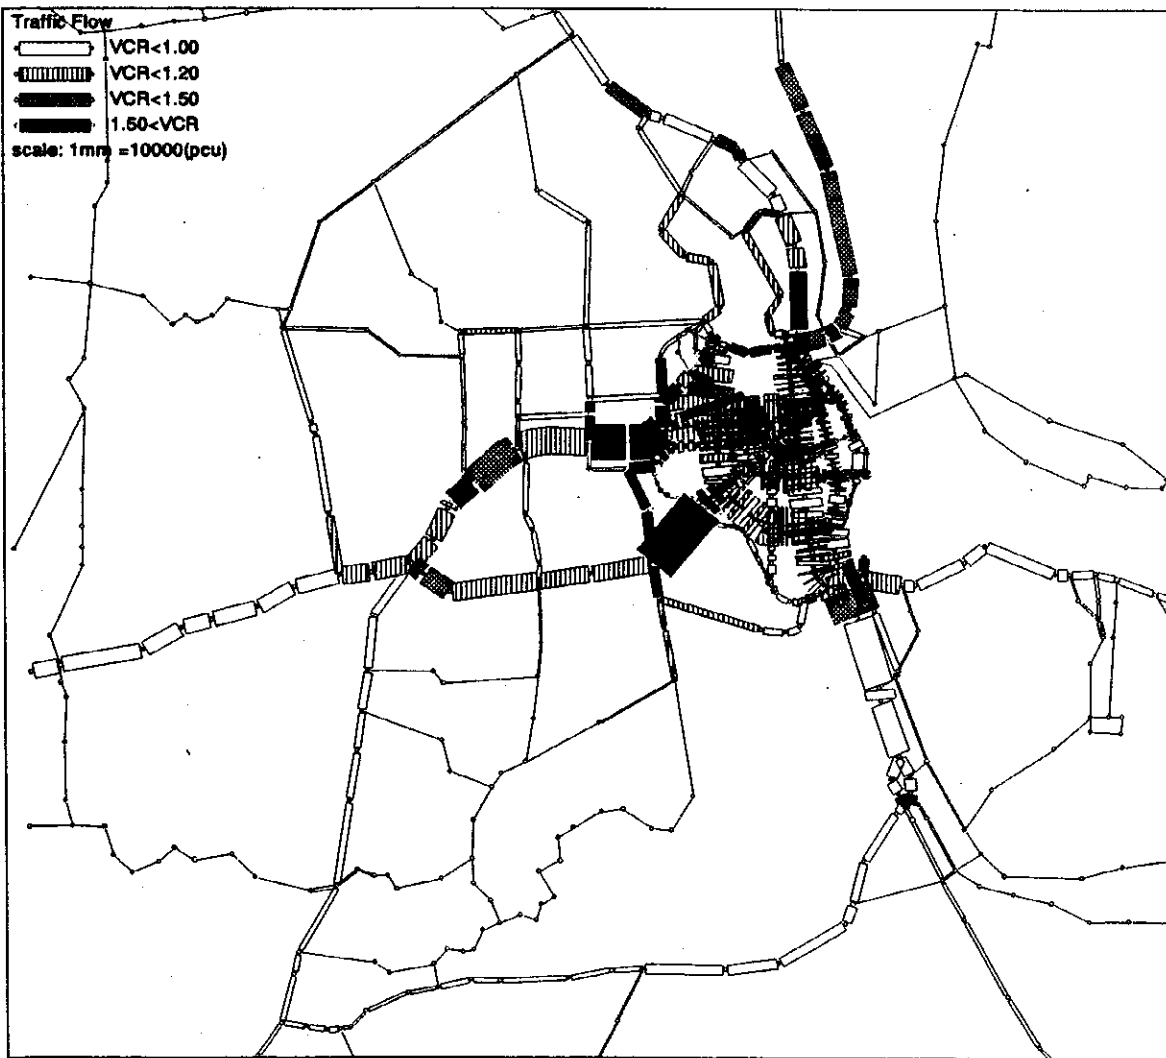 Traffic Flow
VCR<1.00
VCR<1.20
VCR<1.50
1.50<VCR
scale: 1mm =10000(pcu)